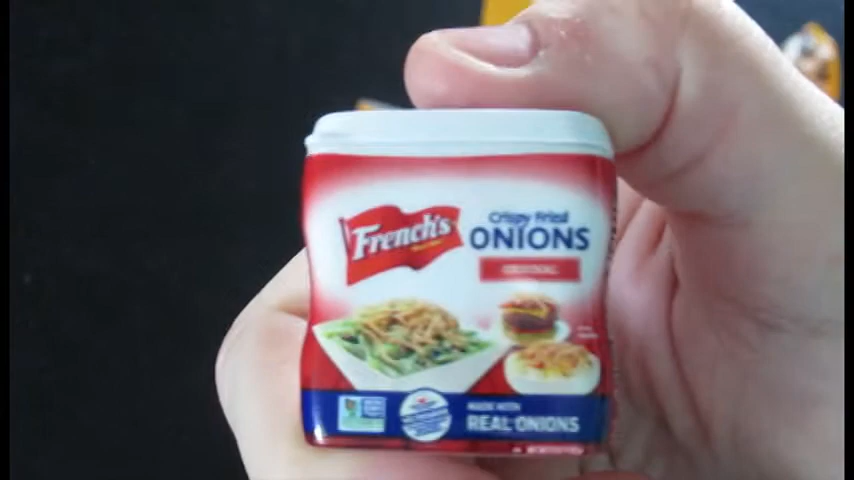 French's
Crispy Fried
ONIONS
ORIGINAL
MADE WITH
REAL ONIONS